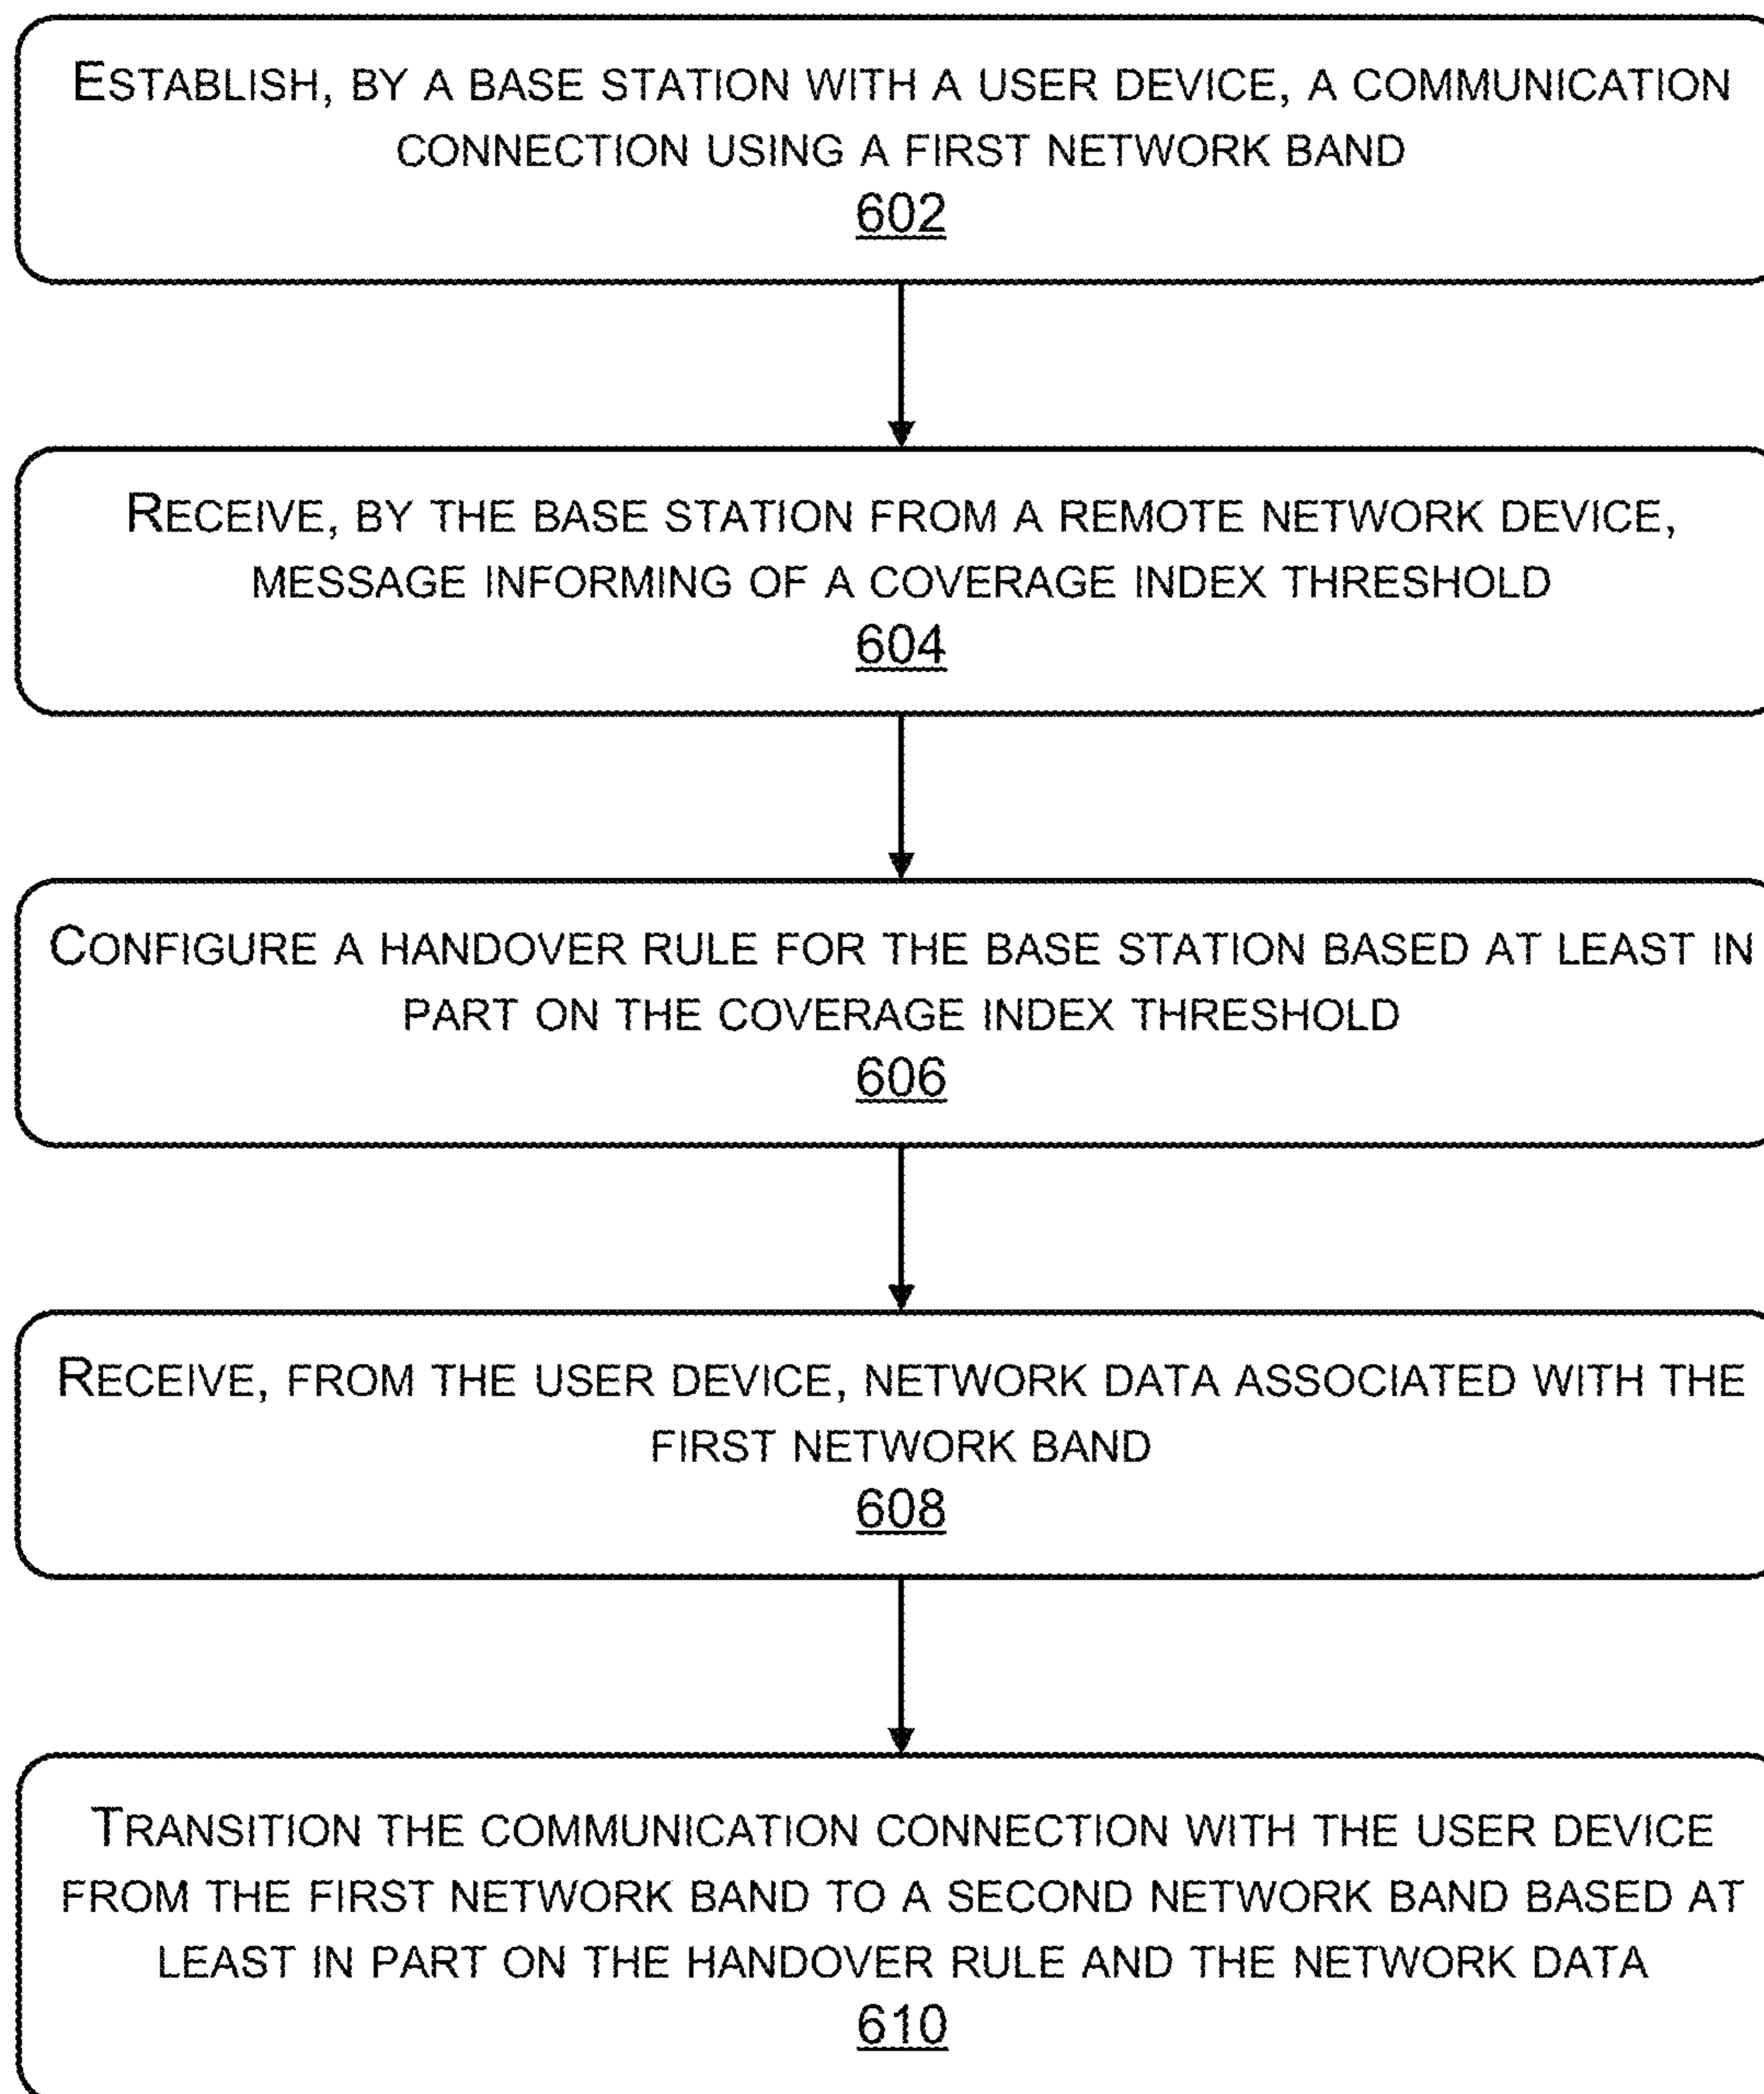 ESTABLISH, BY A BASE STATION WITH A USER DEVICE, A COMMUNICATION
CONNECTION USING A FIRST NETWORK BAND
602
RECEIVE, BY THE BASE STATION FROM A REMOTE NETWORK DEVICE,
MESSAGE INFORMING OF A COVERAGE INDEX THRESHOLD
604
CONFIGURE A HANDOVER RULE FOR THE BASE STATION BASED AT LEAST IN
PART ON THE COVERAGE INDEX THRESHOLD
606
RECEIVE, FROM THE USER DEVICE, NETWORK DATA ASSOCIATED WITH THE
FIRST NETWORK BAND
608
TRANSITION THE COMMUNICATION CONNECTION WITH THE USER DEVICE
FROM THE FIRST NETWORK BAND TO A SECOND NETWORK BAND BASED AT
LEAST IN PART ON THE HANDOVER RULE AND THE NETWORK DATA
610